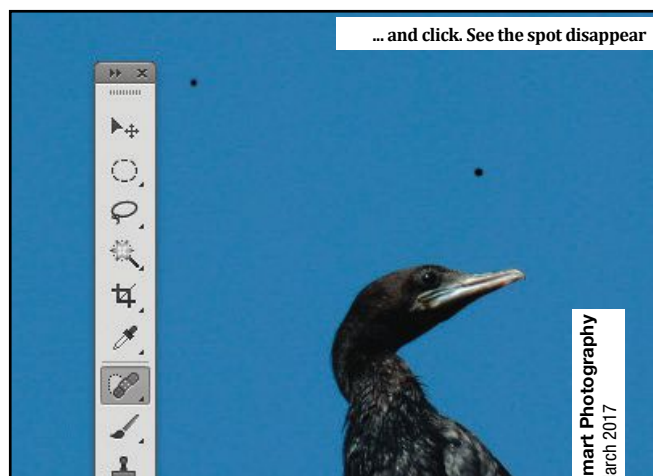 ... and click. See the spot disappear
mart Photography
arch 2017